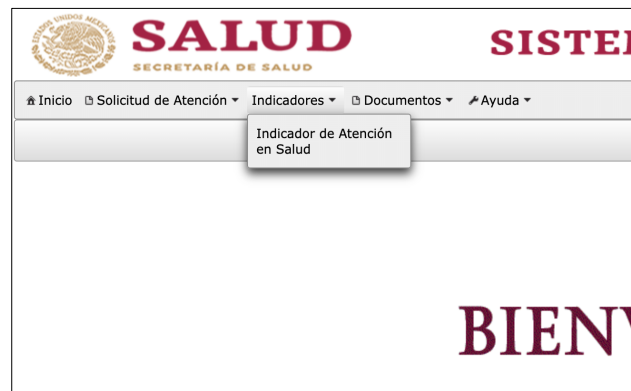 ESTADOS UNIDOS MEXICANOS
SALUD
SECRETARÍA DE SALUD
Inicio Solicitud de Atención Indicadores Documentos Ayuda
Indicador de Atención
en Salud